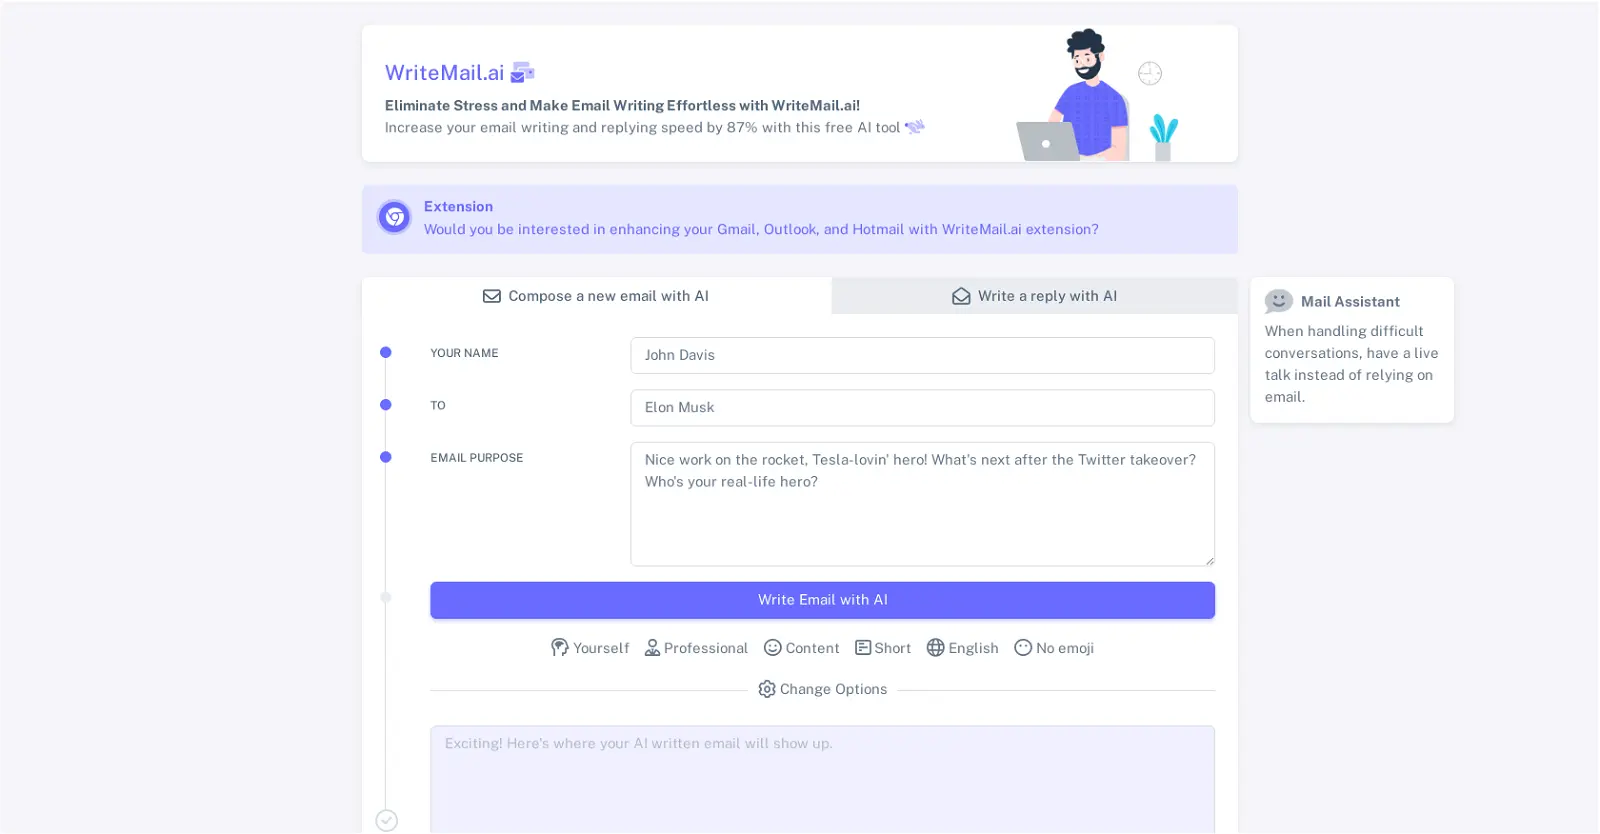 WriteMail.ai
Eliminate Stress and Make Email Writing Effortless with WriteMail.ai!
Increase your email writing and replying speed by 87% with this free AI tool
Extension
Would you be interested in enhancing your Gmail, Outlook, and Hotmail with WriteMail.ai extension?
Compose a new email with AI
Write a reply with AI
YOUR NAME
John Davis
TO
Elon Musk
EMAIL PURPOSE
Nice work on the rocket, Tesla-lovin' hero! What's next after the Twitter takeover?
Who's your real-life hero?
Write Email with AI
Yourself Professional Content Short English No emoji
Change Options
Exciting! Here's where your AI written email will show up.
Mail Assistant
When handling difficult
conversations, have a live
talk instead of relying on
email.